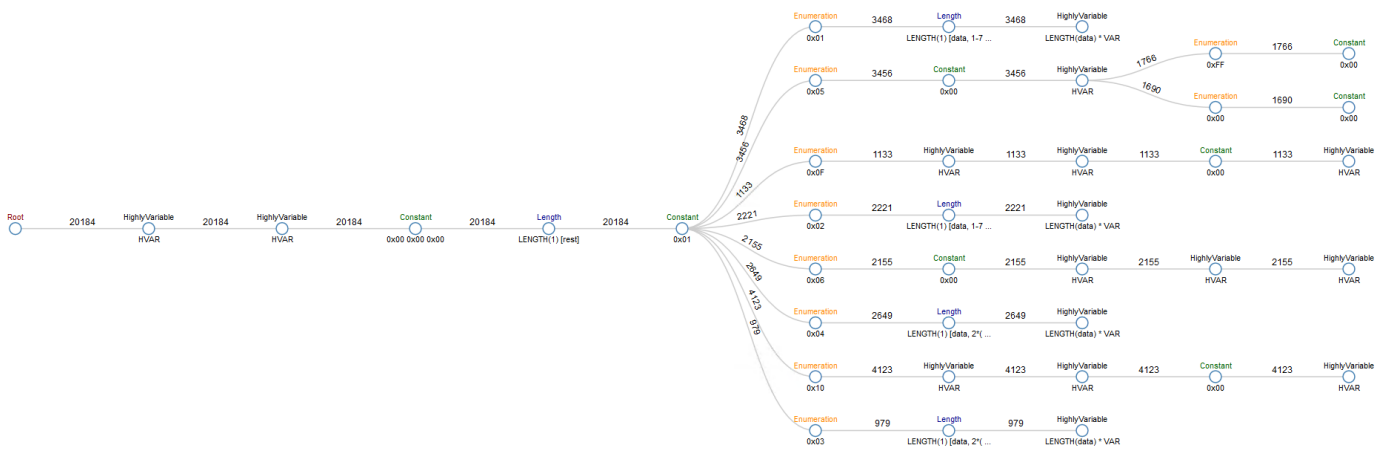 Root
20184
HighlyVariable
HVAR
20184
HighlyVariable
HVAR
20184
Constant
0x00 0x00 0x00
20184
Length
LENGTH(1) [rest]
20184
Constant
0x01
3468
Enumeration
0x01
3468
Length
LENGTH(1) [data, 1-7 ...
3468
HighlyVariable
LENGTH(data) * VAR
3456
Enumeration
0x05
3456
Constant
0x00
3456
HighlyVariable
HVAR
1766
Enumeration
0xFF
1766
Constant
0x00
1690
Enumeration
0x00
1690
Constant
0x00
1133
Enumeration
0x0F
1133
HighlyVariable
HVAR
1133
HighlyVariable
HVAR
1133
Constant
0x00
1133
HighlyVariable
HVAR
2221
Enumeration
0x02
2221
Length
LENGTH(1) [data, 1-7 ...
2221
HighlyVariable
LENGTH(data) * VAR
2155
Enumeration
0x06
2155
Constant
0x00
2155
HighlyVariable
HVAR
2155
HighlyVariable
HVAR
2155
HighlyVariable
HVAR
2649
Enumeration
0x04
2649
Length
LENGTH(1) [data, 2*( ...
2649
HighlyVariable
LENGTH(data) * VAR
4123
Enumeration
0x10
4123
HighlyVariable
HVAR
4123
HighlyVariable
HVAR
4123
Constant
0x00
4123
HighlyVariable
HVAR
979
Enumeration
0x03
979
Length
LENGTH(1) [data, 2*( ...
979
HighlyVariable
LENGTH(data) * VAR